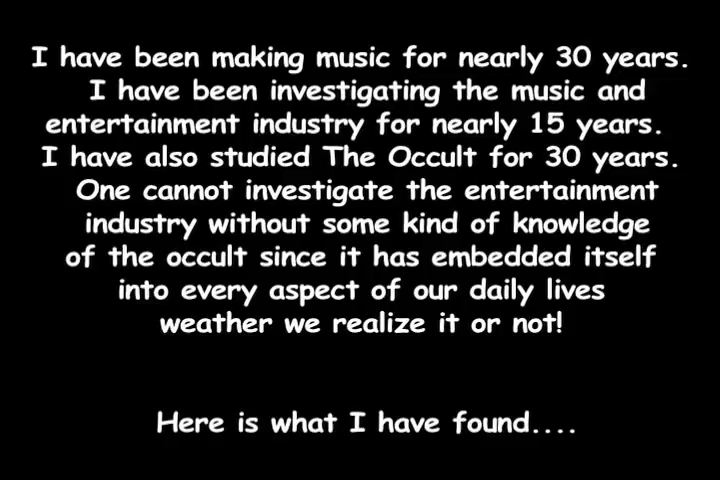 I have been making music for nearly 30 years.
I have been investigating the music and
entertainment industry for nearly 15 years.
I have also studied The Occult for 30 years.
One cannot investigate the entertainment
industry without some kind of knowledge
of the occult since it has embedded itself
into every aspect of our daily lives
weather we realize it or not!
Here is what I have found....